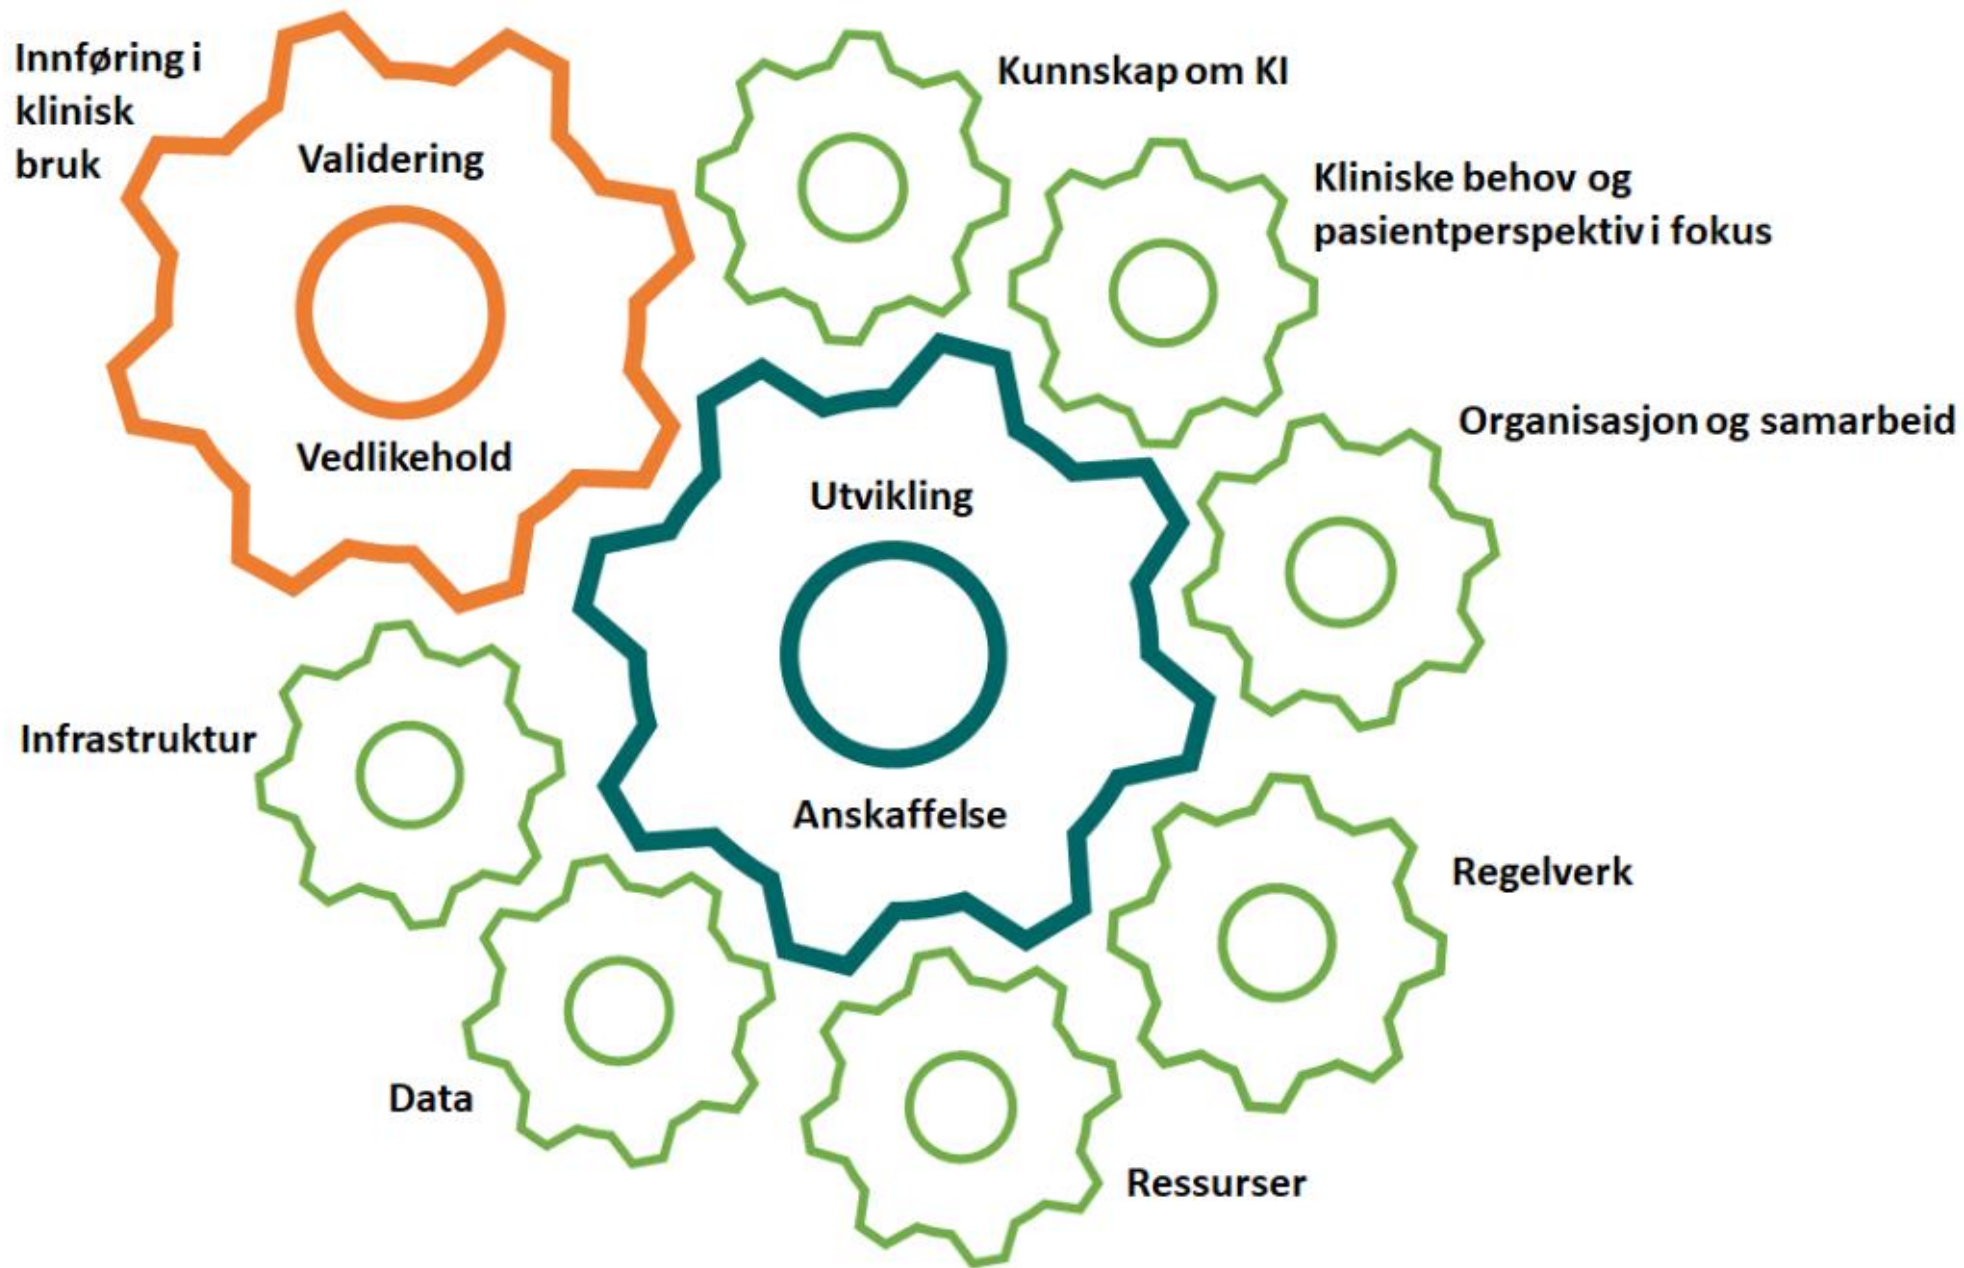 Innføring i
klinisk
bruk
Validering
Vedlikehold
Kunnskap om KI
Kliniske behov og
pasientperspektiv i fokus
Organisasjon og samarbeid
Utvikling
Anskaffelse
Infrastruktur
Regelverk
Data
Ressurser